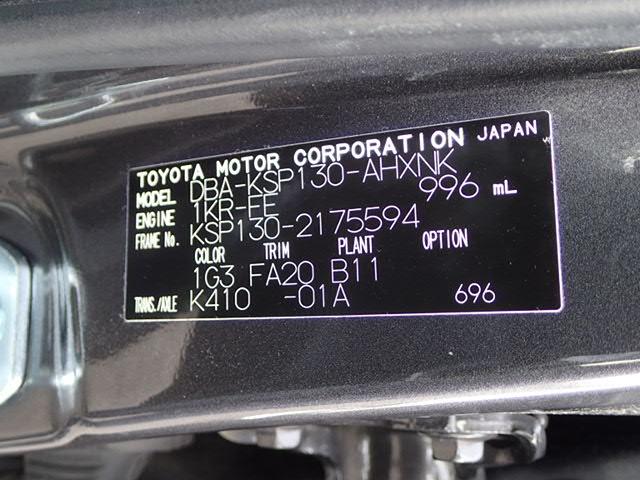 TOYOTA MOTOR CORPORATION JAPAN
MODEL DBA-KSP130-AHXNK
ENGINE 1KR-FE 996 mL
FRAME No. KSP130-2175594
COLOR TRIM PLANT OPTION
1G3 FA20 B11
TRANS./AXLE K410 -01A 696